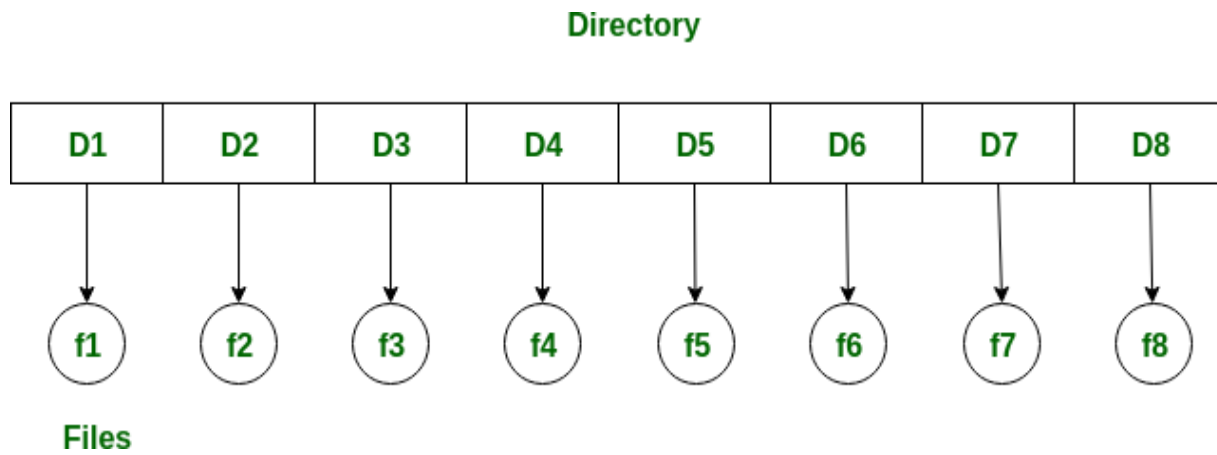 Directory
D1 D2 D3 D4 D5 D6 D7 D8
f1 f2 f3 f4 f5 f6 f7 f8
Files